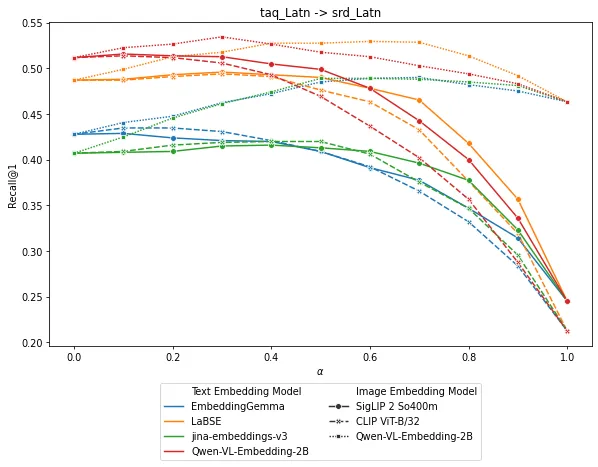 taq_Latn -> srd_Latn
0.55
0.50
0.45
0.40
0.35
0.30
0.25
0.20
Recall@1
0.0 0.2 0.4 0.6 0.8 1.0
α
Text Embedding Model Image Embedding Model
EmbeddingGemma SigLIP 2 So400m
LaBSE CLIP ViT-B/32
jina-embeddings-v3 Qwen-VL-Embedding-2B
Qwen-VL-Embedding-2B